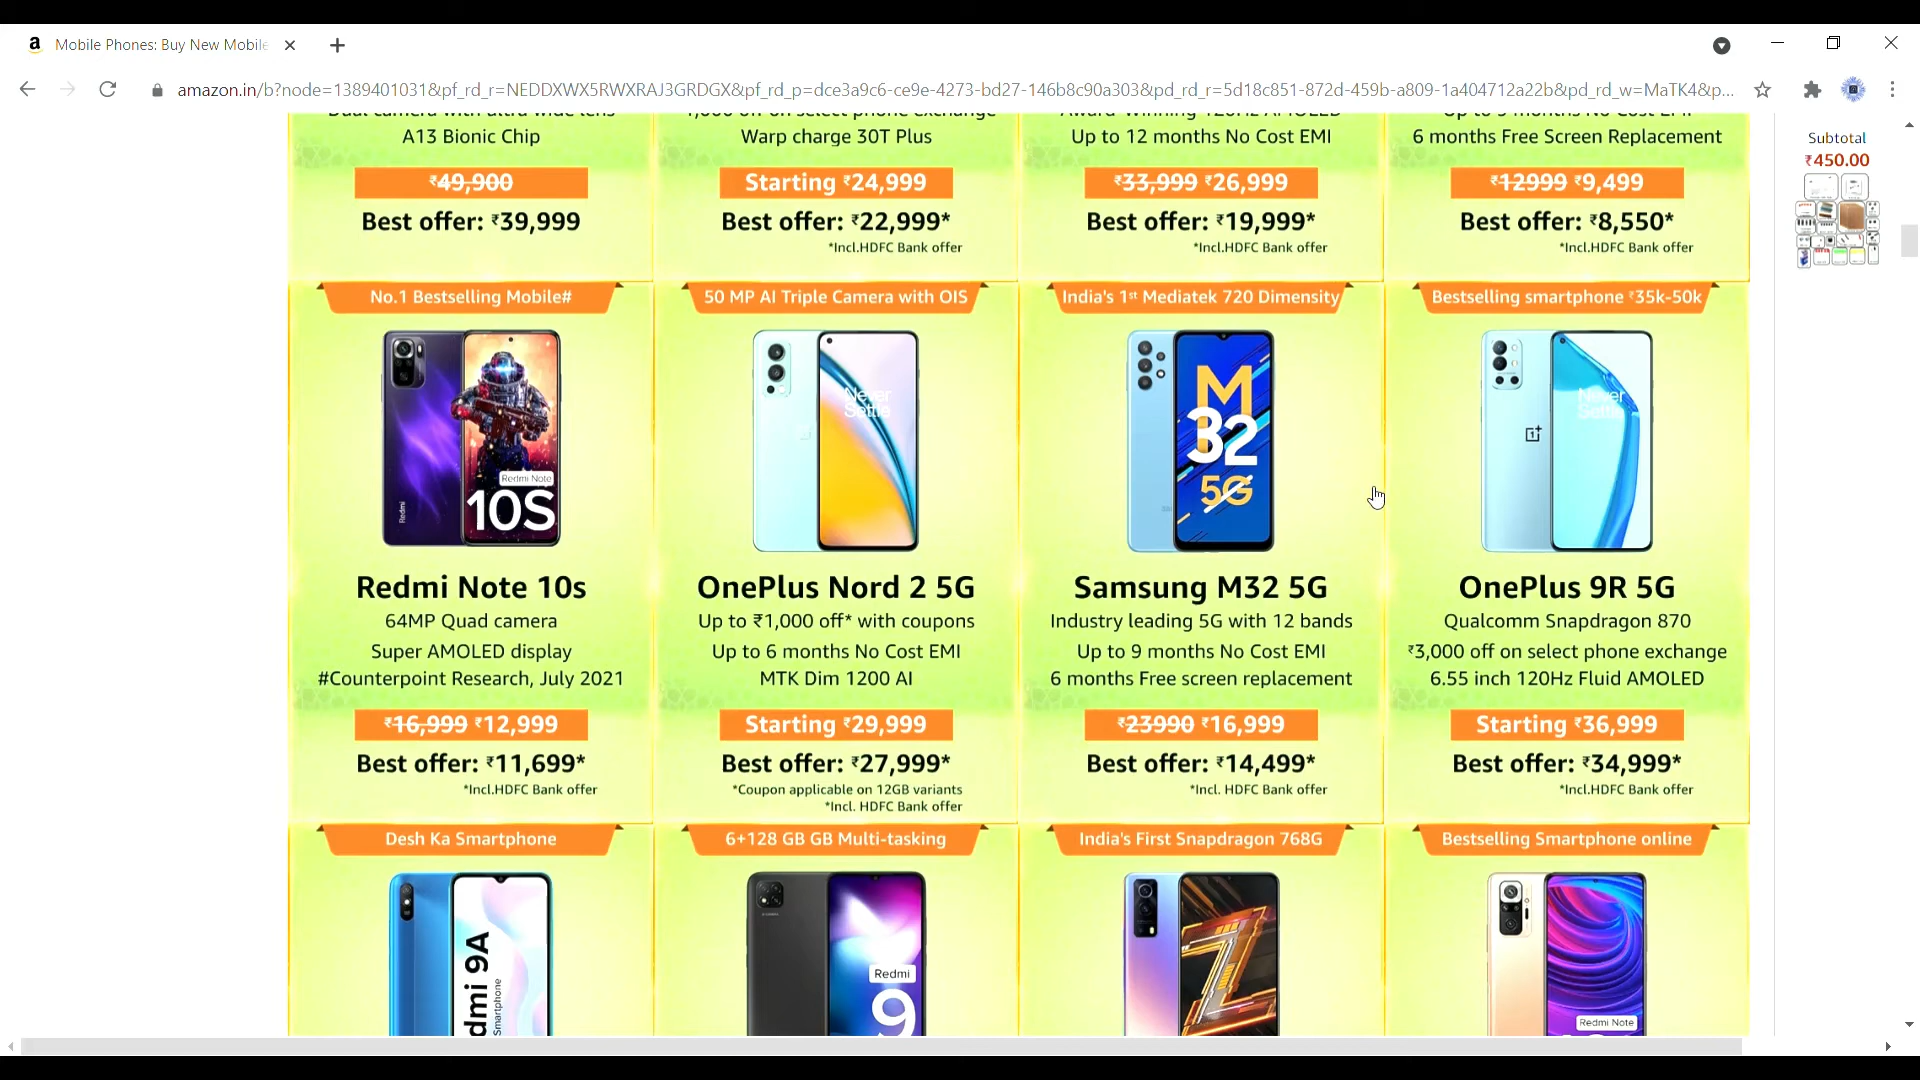 Mobile Phones: Buy New Mobile
amazon.in/b?node=1389401031&pf_rd_r=NEDDXWX5RWXRAJ3GRDGX&pf_rd_p=dce3a9c6-ce9e-4273-bd27-146b8c90a303&pd_rd_r=5d18c851-872d-459b-a809-1a404712a22b&pd_rd_w=MaTK4&p...
Subtotal
₹450.00
A13 Bionic Chip
₹49,900
Best offer: ₹39,999
Warp charge 30T Plus
Starting ₹24,999
Best offer: ₹22,999*
*Incl.HDFC Bank offer
Up to 12 months No Cost EMI
₹33,999 ₹26,999
Best offer: ₹19,999*
*Incl.HDFC Bank offer
6 months Free Screen Replacement
₹12999 ₹9,499
Best offer: ₹8,550*
*Incl.HDFC Bank offer
No.1 Bestselling Mobile#
Redmi
Redmi Note
10S
Redmi Note 10s
64MP Quad camera
Super AMOLED display
#Counterpoint Research, July 2021
₹16,999 ₹12,999
Best offer: ₹11,699*
*Incl.HDFC Bank offer
50 MP AI Triple Camera with OIS
Never
Settle
OnePlus Nord 2 5G
Up to ₹1,000 off* with coupons
Up to 6 months No Cost EMI
MTK Dim 1200 AI
Starting ₹29,999
Best offer: ₹27,999*
*Coupon applicable on 12GB variants
*Incl. HDFC Bank offer
India's 1st Mediatek 720 Dimensity
M
32
5G
Samsung M32 5G
Industry leading 5G with 12 bands
Up to 9 months No Cost EMI
6 months Free screen replacement
₹23990 ₹16,999
Best offer: ₹14,499*
*Incl. HDFC Bank offer
Bestselling smartphone ₹35k-50k
Never
Settle
OnePlus 9R 5G
Qualcomm Snapdragon 870
₹3,000 off on select phone exchange
6.55 inch 120Hz Fluid AMOLED
Starting ₹36,999
Best offer: ₹34,999*
*Incl.HDFC Bank offer
Desh Ka Smartphone
dmi 9A
Smartphone
6+128 GB GB Multi-tasking
Redmi
9
India's First Snapdragon 768G
Z
Bestselling Smartphone online
Redmi Note